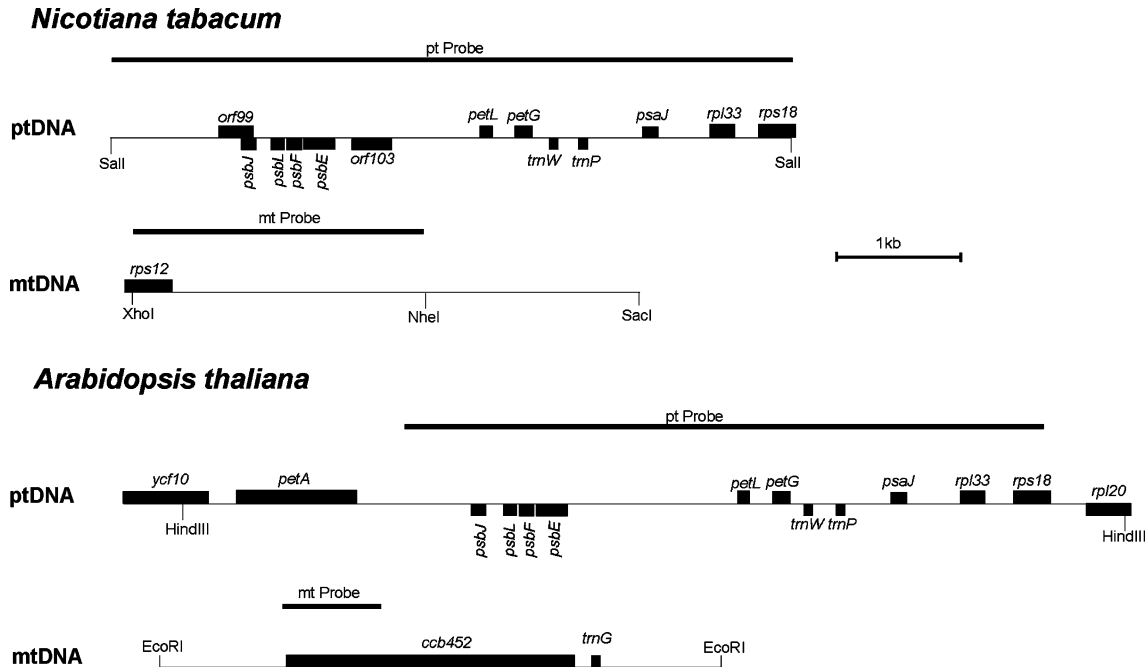 Nicotiana tabacum
pt Probe
orf99 petL petG psaJ rpl33 rps18
ptDNA
SalI psbJ psbL psbF psbE orf103 trnW trnP SalI
mt Probe
1kb
rps12
mtDNA
XhoI NheI SacI
Arabidopsis thaliana
pt Probe
ycf10 petA petL petG psaJ rpl33 rps18
ptDNA rpl20
HindIII psbJ psbL psbF psbE trnW trnP HindIII
mt Probe
EcoRI ccb452 trnG EcoRI
mtDNA